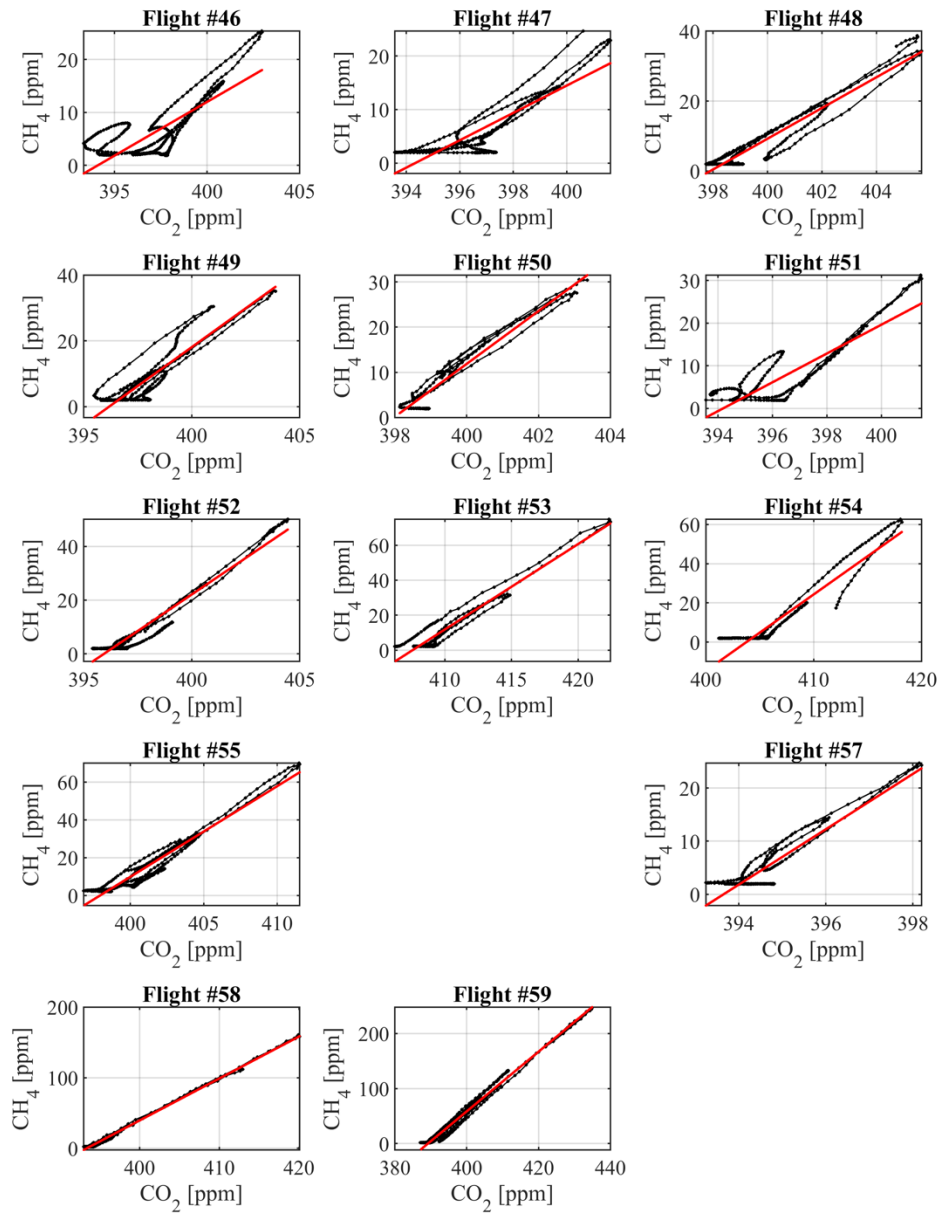 Flight #46 Flight #47 Flight #48
CH4 [ppm] 0 10 20 CH4 [ppm] 0 10 20 CH4 [ppm] 0 20 40
395 400 405 394 396 398 400 398 400 402 404
CO2 [ppm] CO2 [ppm] CO2 [ppm]
Flight #49 Flight #50 Flight #51
CH4 [ppm] 0 20 40 CH4 [ppm] 0 10 20 30 CH4 [ppm] 0 10 20 30
395 400 405 398 400 402 404 394 396 398 400
CO2 [ppm] CO2 [ppm] CO2 [ppm]
Flight #52 Flight #53 Flight #54
CH4 [ppm] 0 20 40 CH4 [ppm] 0 20 40 60 CH4 [ppm] 0 20 40 60
395 400 405 410 415 420 400 410 420
CO2 [ppm] CO2 [ppm] CO2 [ppm]
Flight #55 Flight #57
CH4 [ppm] 0 20 40 60 CH4 [ppm] 0 10 20
400 405 410 394 396 398
CO2 [ppm] CO2 [ppm]
Flight #58 Flight #59
CH4 [ppm] 0 100 200 CH4 [ppm] 0 100 200
400 410 420 380 400 420 440
CO2 [ppm] CO2 [ppm]